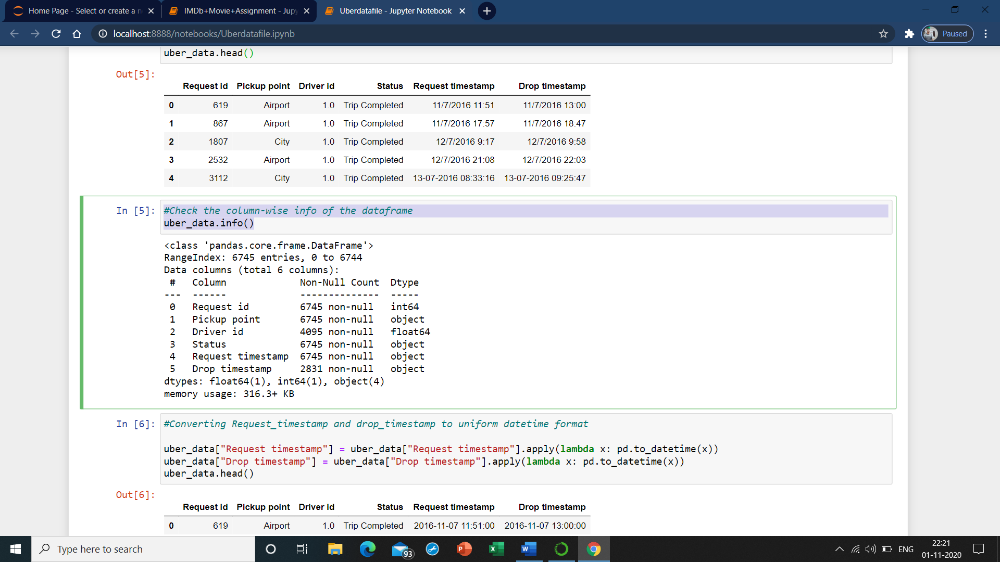 Home Page - Select or create a n
IMDb+Movie+Assignment - Jupy
Uberdatafile - Jupyter Notebook
localhost:8888/notebooks/Uberdatafile.ipynb
Paused
uber_data.head()
Out[5]:
Request id Pickup point Driver id Status Request timestamp Drop timestamp
0 619 Airport 1.0 Trip Completed 11/7/2016 11:51 11/7/2016 13:00
1 867 Airport 1.0 Trip Completed 11/7/2016 17:57 11/7/2016 18:47
2 1807 City 1.0 Trip Completed 12/7/2016 9:17 12/7/2016 9:58
3 2532 Airport 1.0 Trip Completed 12/7/2016 21:08 12/7/2016 22:03
4 3112 City 1.0 Trip Completed 13-07-2016 08:33:16 13-07-2016 09:25:47
In [5]: #Check the column-wise info of the dataframe
uber_data.info()
<class 'pandas.core.frame.DataFrame'>
RangeIndex: 6745 entries, 0 to 6744
Data columns (total 6 columns):
# Column Non-Null Count Dtype
--- ------ -------------- -----
0 Request id 6745 non-null int64
1 Pickup point 6745 non-null object
2 Driver id 4095 non-null float64
3 Status 6745 non-null object
4 Request timestamp 6745 non-null object
5 Drop timestamp 2831 non-null object
dtypes: float64(1), int64(1), object(4)
memory usage: 316.3+ KB
In [6]: #Converting Request_timestamp and drop_timestamp to uniform datetime format
uber_data["Request timestamp"] = uber_data["Request timestamp"].apply(lambda x: pd.to_datetime(x))
uber_data["Drop timestamp"] = uber_data["Drop timestamp"].apply(lambda x: pd.to_datetime(x))
uber_data.head()
Out[6]:
Request id Pickup point Driver id Status Request timestamp Drop timestamp
0 619 Airport 1.0 Trip Completed 2016-11-07 11:51:00 2016-11-07 13:00:00
Type here to search
93
ENG
22:21
01-11-2020